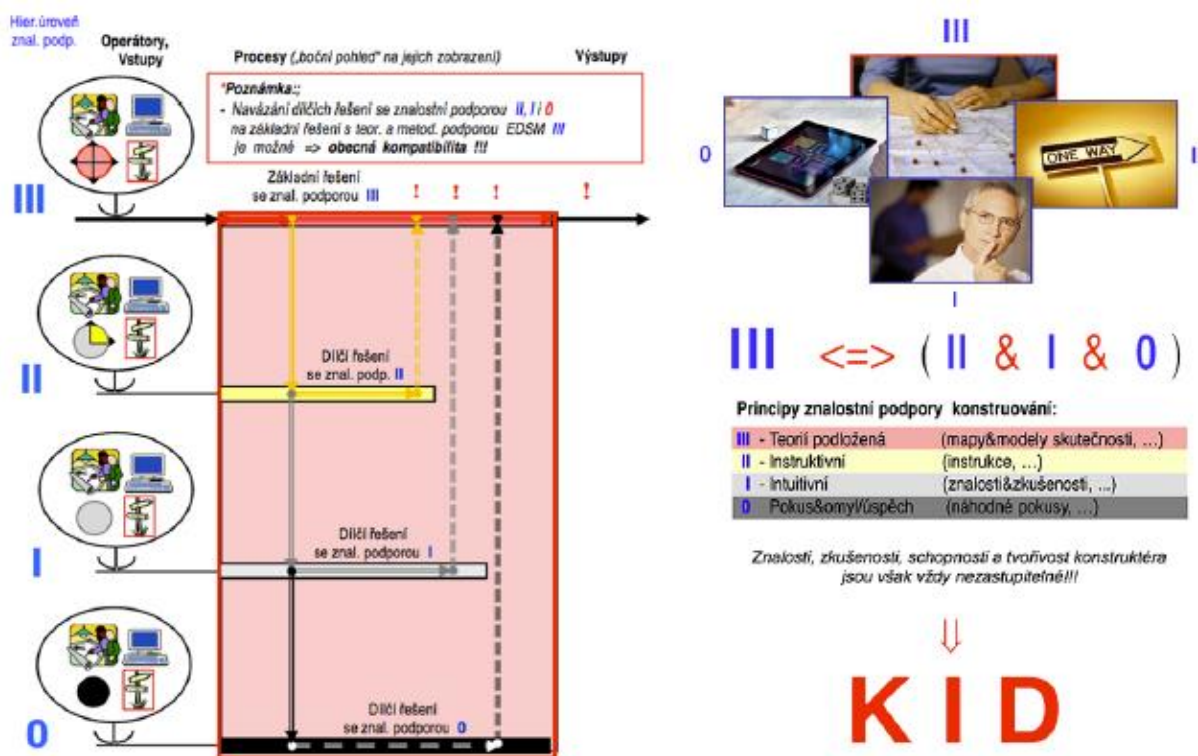 Hier.úroveň
znal. podp.
Operátory,
Vstupy
Procesy („boční pohled“ na jejich zobrazení)
Výstupy
*Poznámka:;
- Navázání dílčích řešení se znalostní podporou II, I i 0
na základní řešení s teor. a metod. podporou EDSM III
je možné => obecná kompatibilita !!!
Základní řešení
se znal. podporou III
! ! ! !
III
Dílčí řešení
se znal. podp. II
II
Dílčí řešení
se znal. podporou I
I
Dílčí řešení
se znal. podporou 0
0
III
0
ONE WAY
I
I
III <=> ( II & I & 0 )
Principy znalostní podpory konstruování:
III - Teorií podložená (mapy&modely skutečnosti, ...)
II - Instruktivní (instrukce, ...)
I - Intuitivní (znalosti&zkušenosti, ...)
0 Pokus&omyl/úspěch (náhodné pokusy, ...)
Znalosti, zkušenosti, schopnosti a tvořivost konstruktéra
jsou však vždy nezastupitelné!!!
⇓
K I D